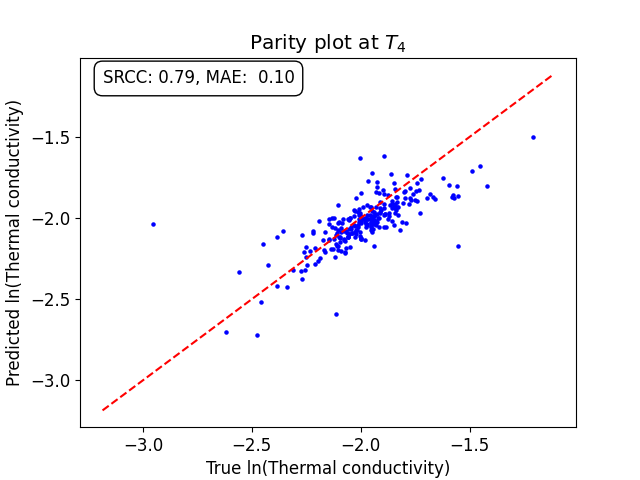 Parity plot at T₄
SRCC: 0.79, MAE:  0.10
Predicted ln(Thermal conductivity)
−1.5
−2.0
−2.5
−3.0
−3.0 −2.5 −2.0 −1.5
True ln(Thermal conductivity)